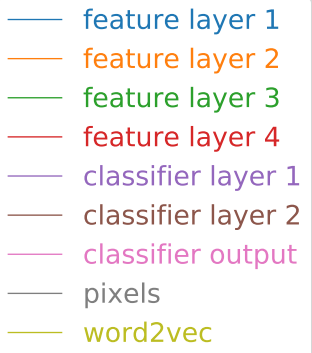 feature layer 1
feature layer 2
feature layer 3
feature layer 4
classifier layer 1
classifier layer 2
classifier output
pixels
word2vec